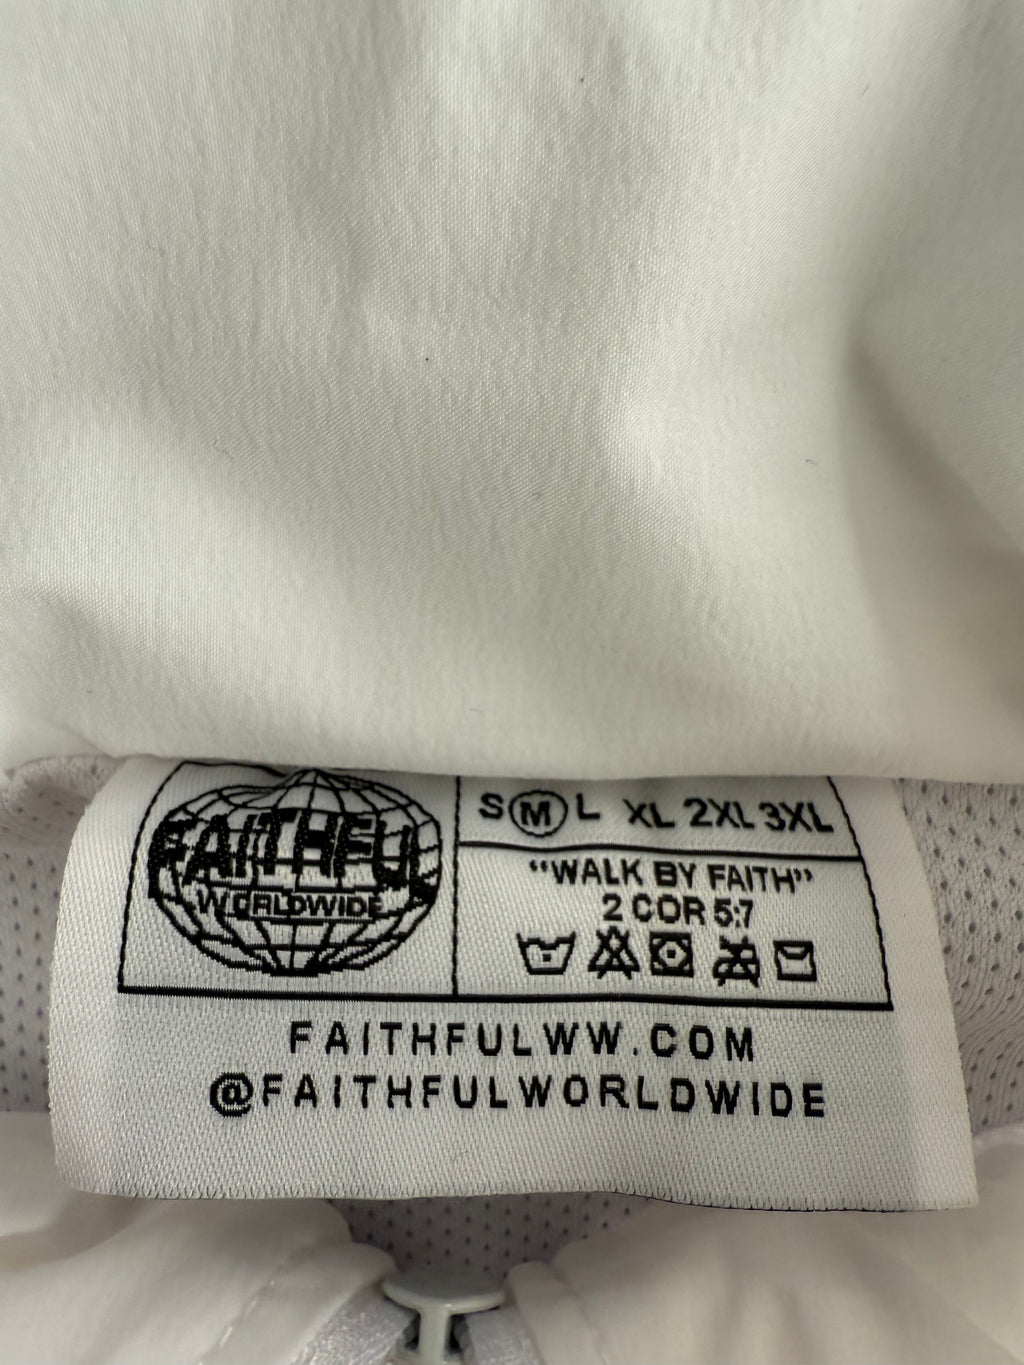 FAITHFUL
WORLDWIDE
S M L XL 2XL 3XL
“WALK BY FAITH”
2 COR 5:7
FAITHFULWW.COM
@FAITHFULWORLDWIDE